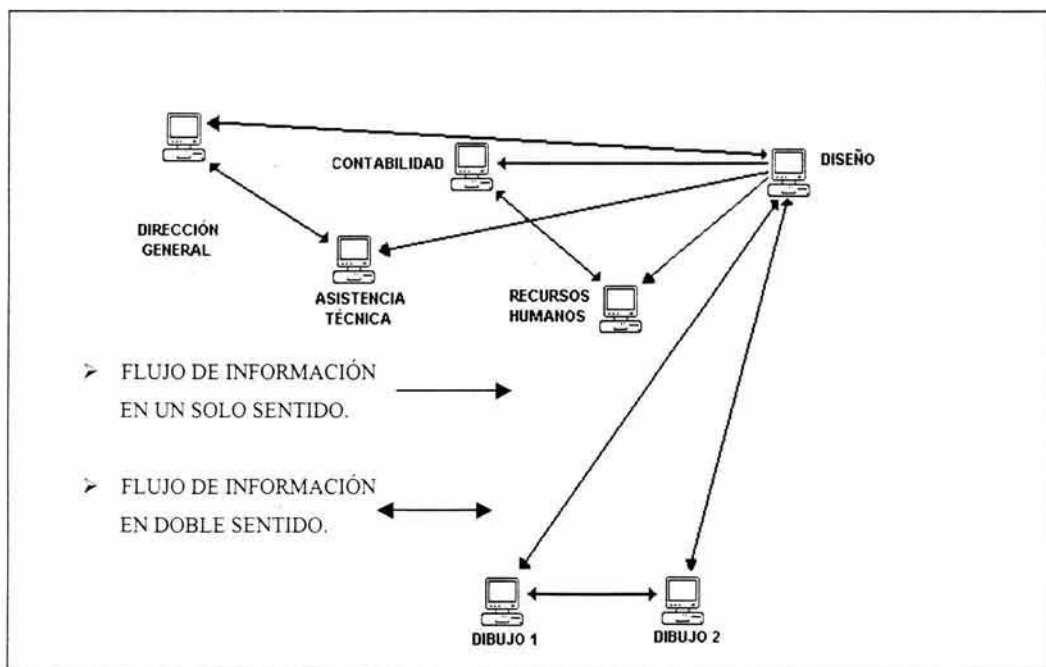 CONTABILIDAD
DISEÑO
DIRECCIÓN
GENERAL
ASISTENCIA
TÉCNICA
RECURSOS
HUMANOS
➢ FLUJO DE INFORMACIÓN
EN UN SOLO SENTIDO.
➢ FLUJO DE INFORMACIÓN
EN DOBLE SENTIDO.
DIBUJO 1
DIBUJO 2